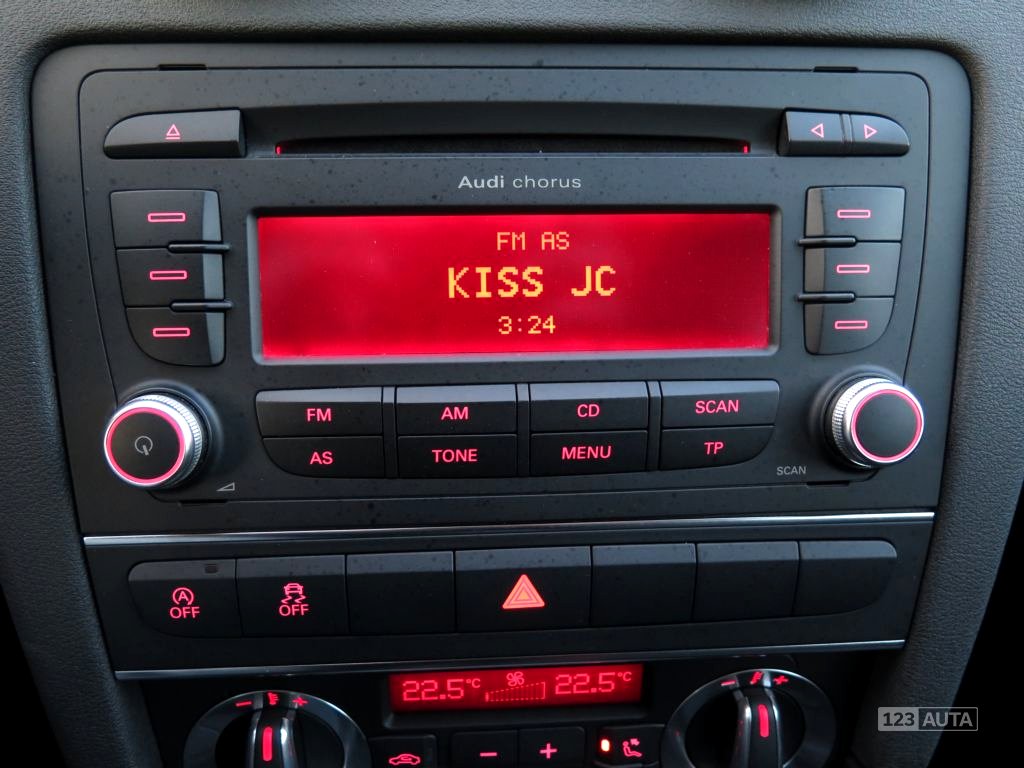 Audi chorus
FM AS
KISS JC
3:24
FM AM CD SCAN
AS TONE MENU TP
SCAN
A OFF OFF
22.5°C 22.5°C
123 AUTA